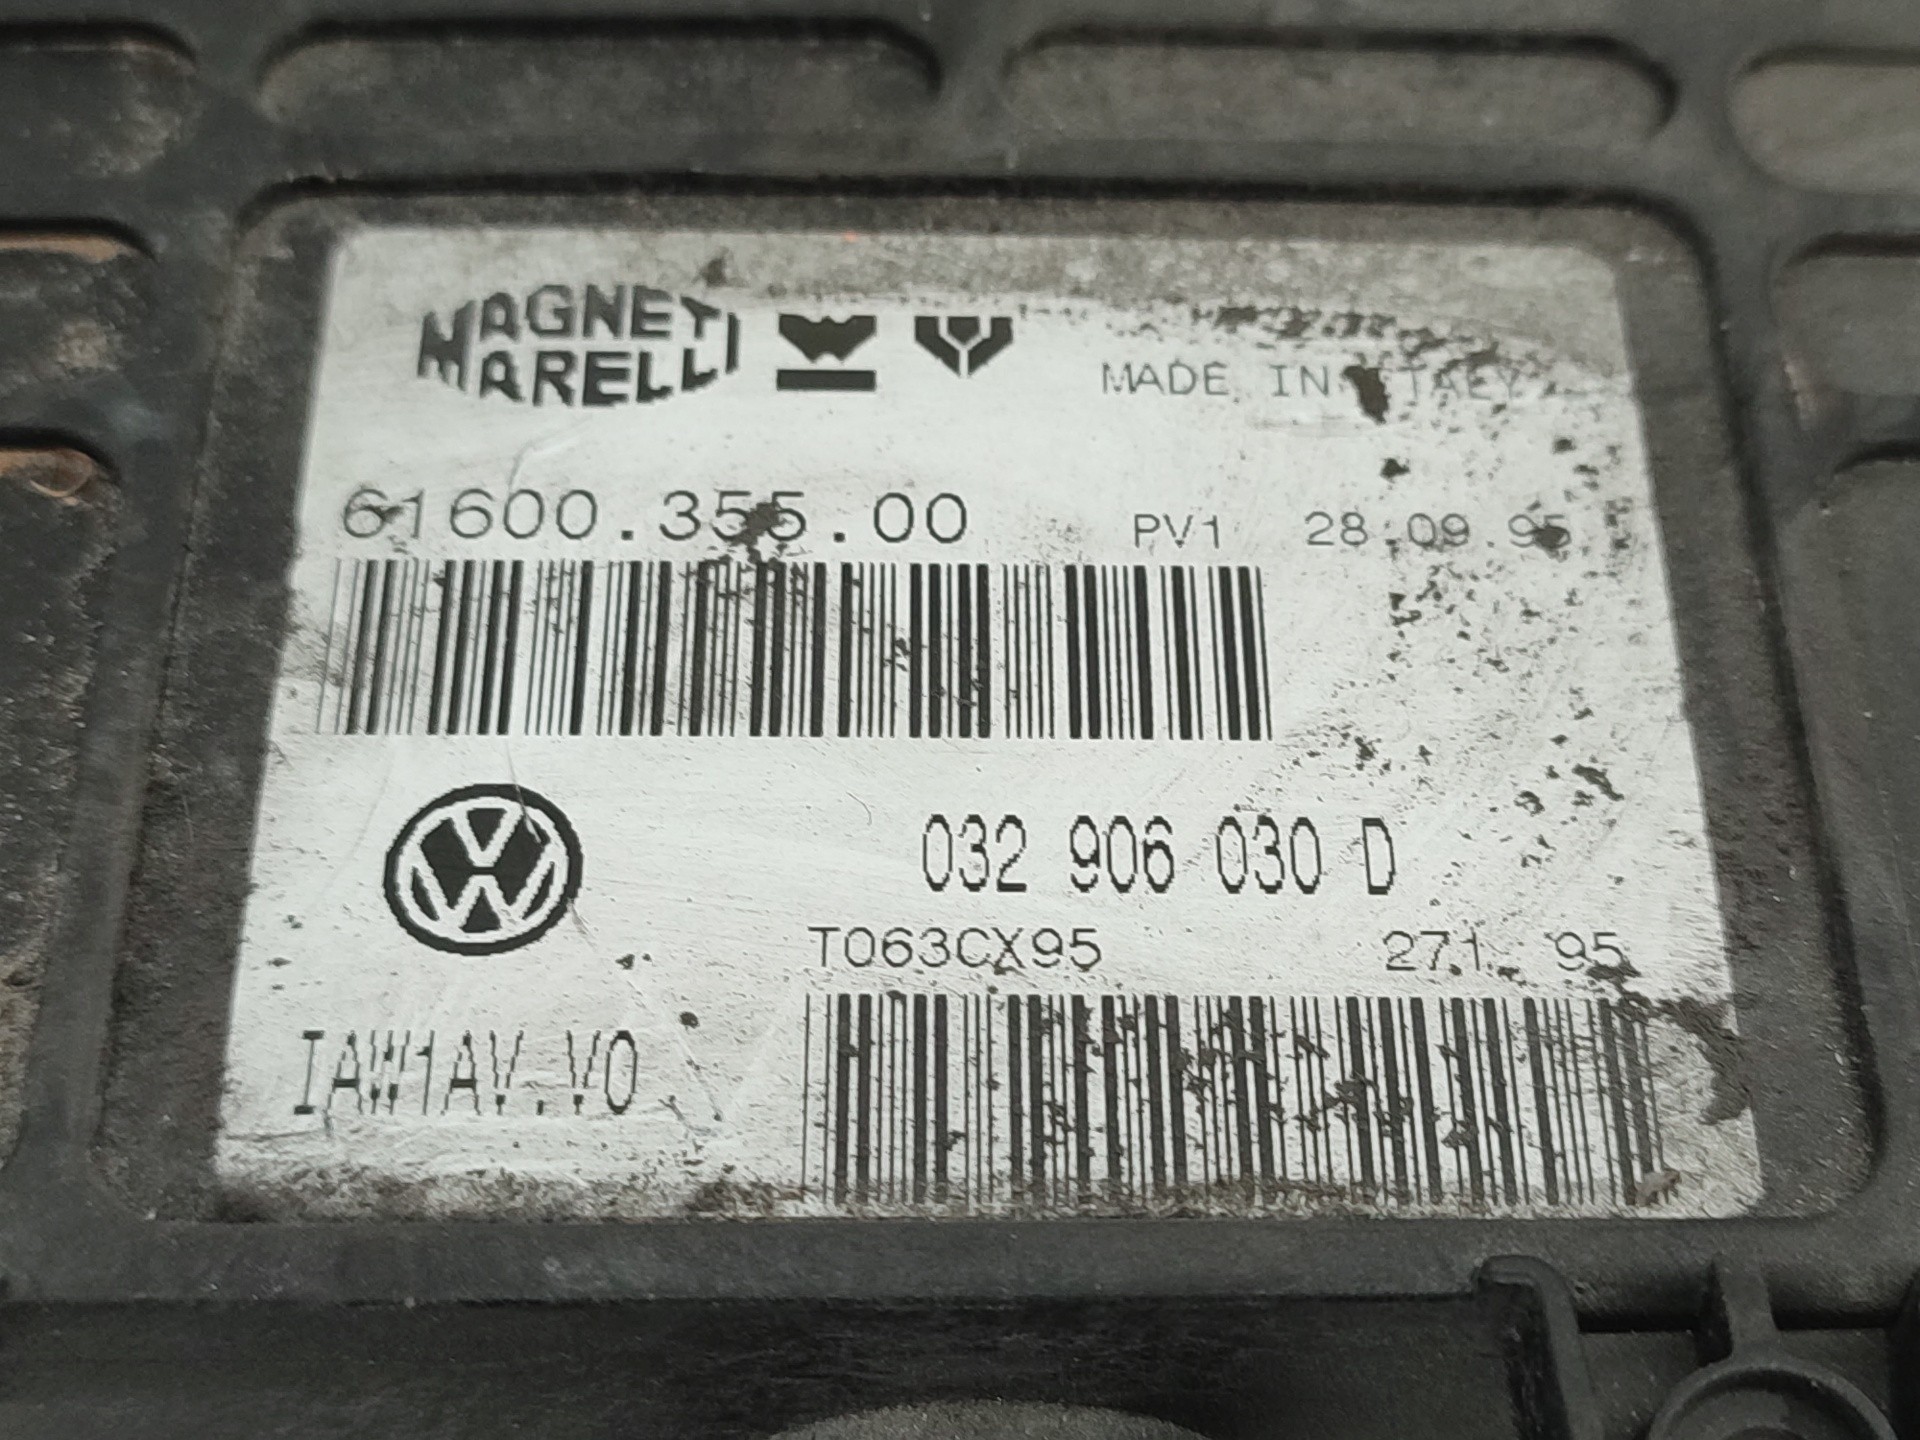 MAGNETI
MARELLI
MADE IN ITALY
61600.355.00 PV1 28.09.95
032 906 030 D
T063CX95 271 95
IAW1AV.V0